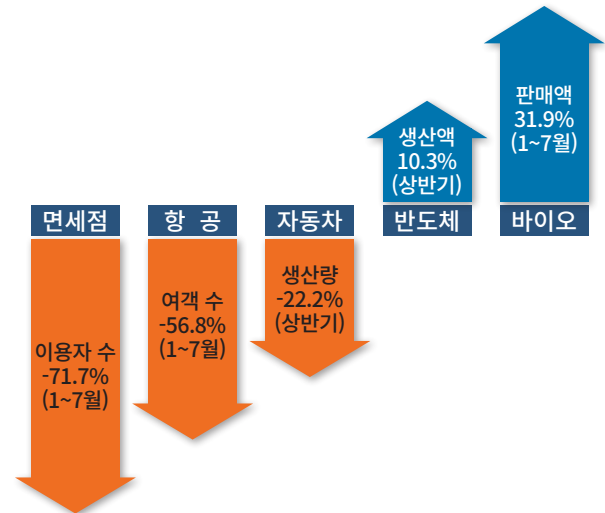 판매액
31.9%
(1~7월)
생산액
10.3%
(상반기)
면세점
항 공
자동차
반도체
바이오
이용자 수
-71.7%
(1~7월)
여객 수
-56.8%
(1~7월)
생산량
-22.2%
(상반기)